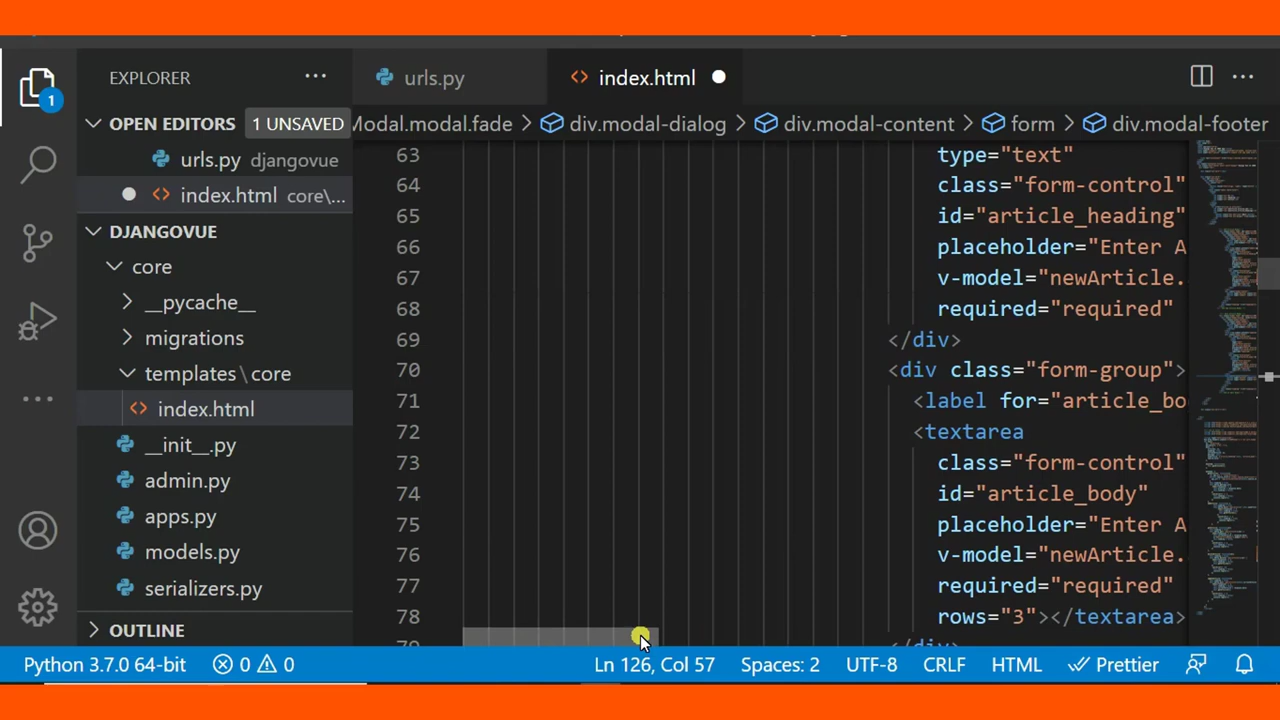 EXPLORER
urls.py
index.html
OPEN EDITORS
1 UNSAVED
Modal.modal.fade
div.modal-dialog
div.modal-content
form
div.modal-footer
urls.py djangovue
index.html core\...
DJANGOVUE
core
__pycache__
migrations
templates\core
index.html
__init__.py
admin.py
apps.py
models.py
serializers.py
OUTLINE
1
63 type="text"
64 class="form-control"
65 id="article_heading"
66 placeholder="Enter A
67 v-model="newArticle.
68 required="required"
69 </div>
70 <div class="form-group">
71 <label for="article_bo
72 <textarea
73 class="form-control"
74 id="article_body"
75 placeholder="Enter A
76 v-model="newArticle.
77 required="required"
78 rows="3"></textarea>
79 </div>
Python 3.7.0 64-bit
0
0
Ln 126, Col 57
Spaces: 2
UTF-8
CRLF
HTML
Prettier